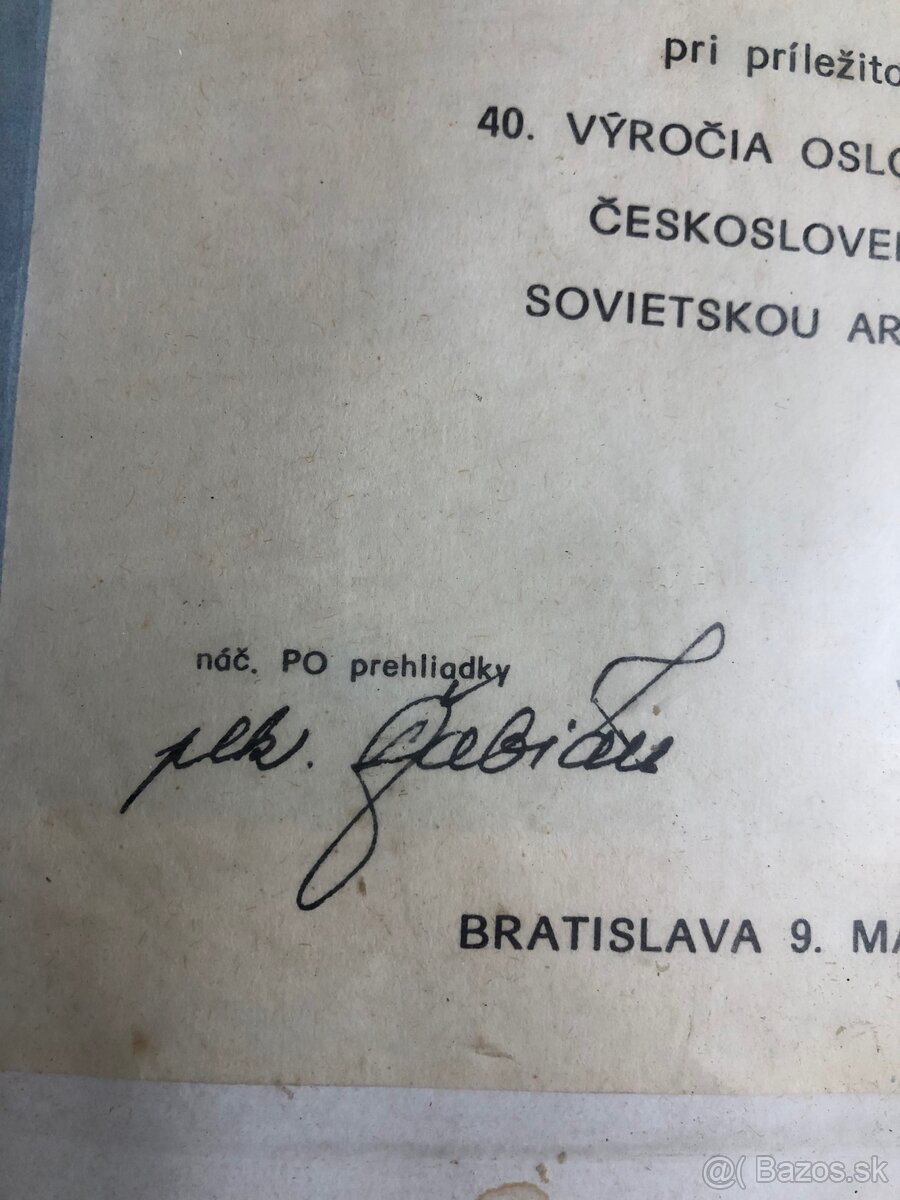 pri príležito
40. VÝROČIA OSLO
ČESKOSLOVE
SOVIETSKOU AR
náč. PO prehliadky
plk.
BRATISLAVA 9. MA
@( Bazos.sk